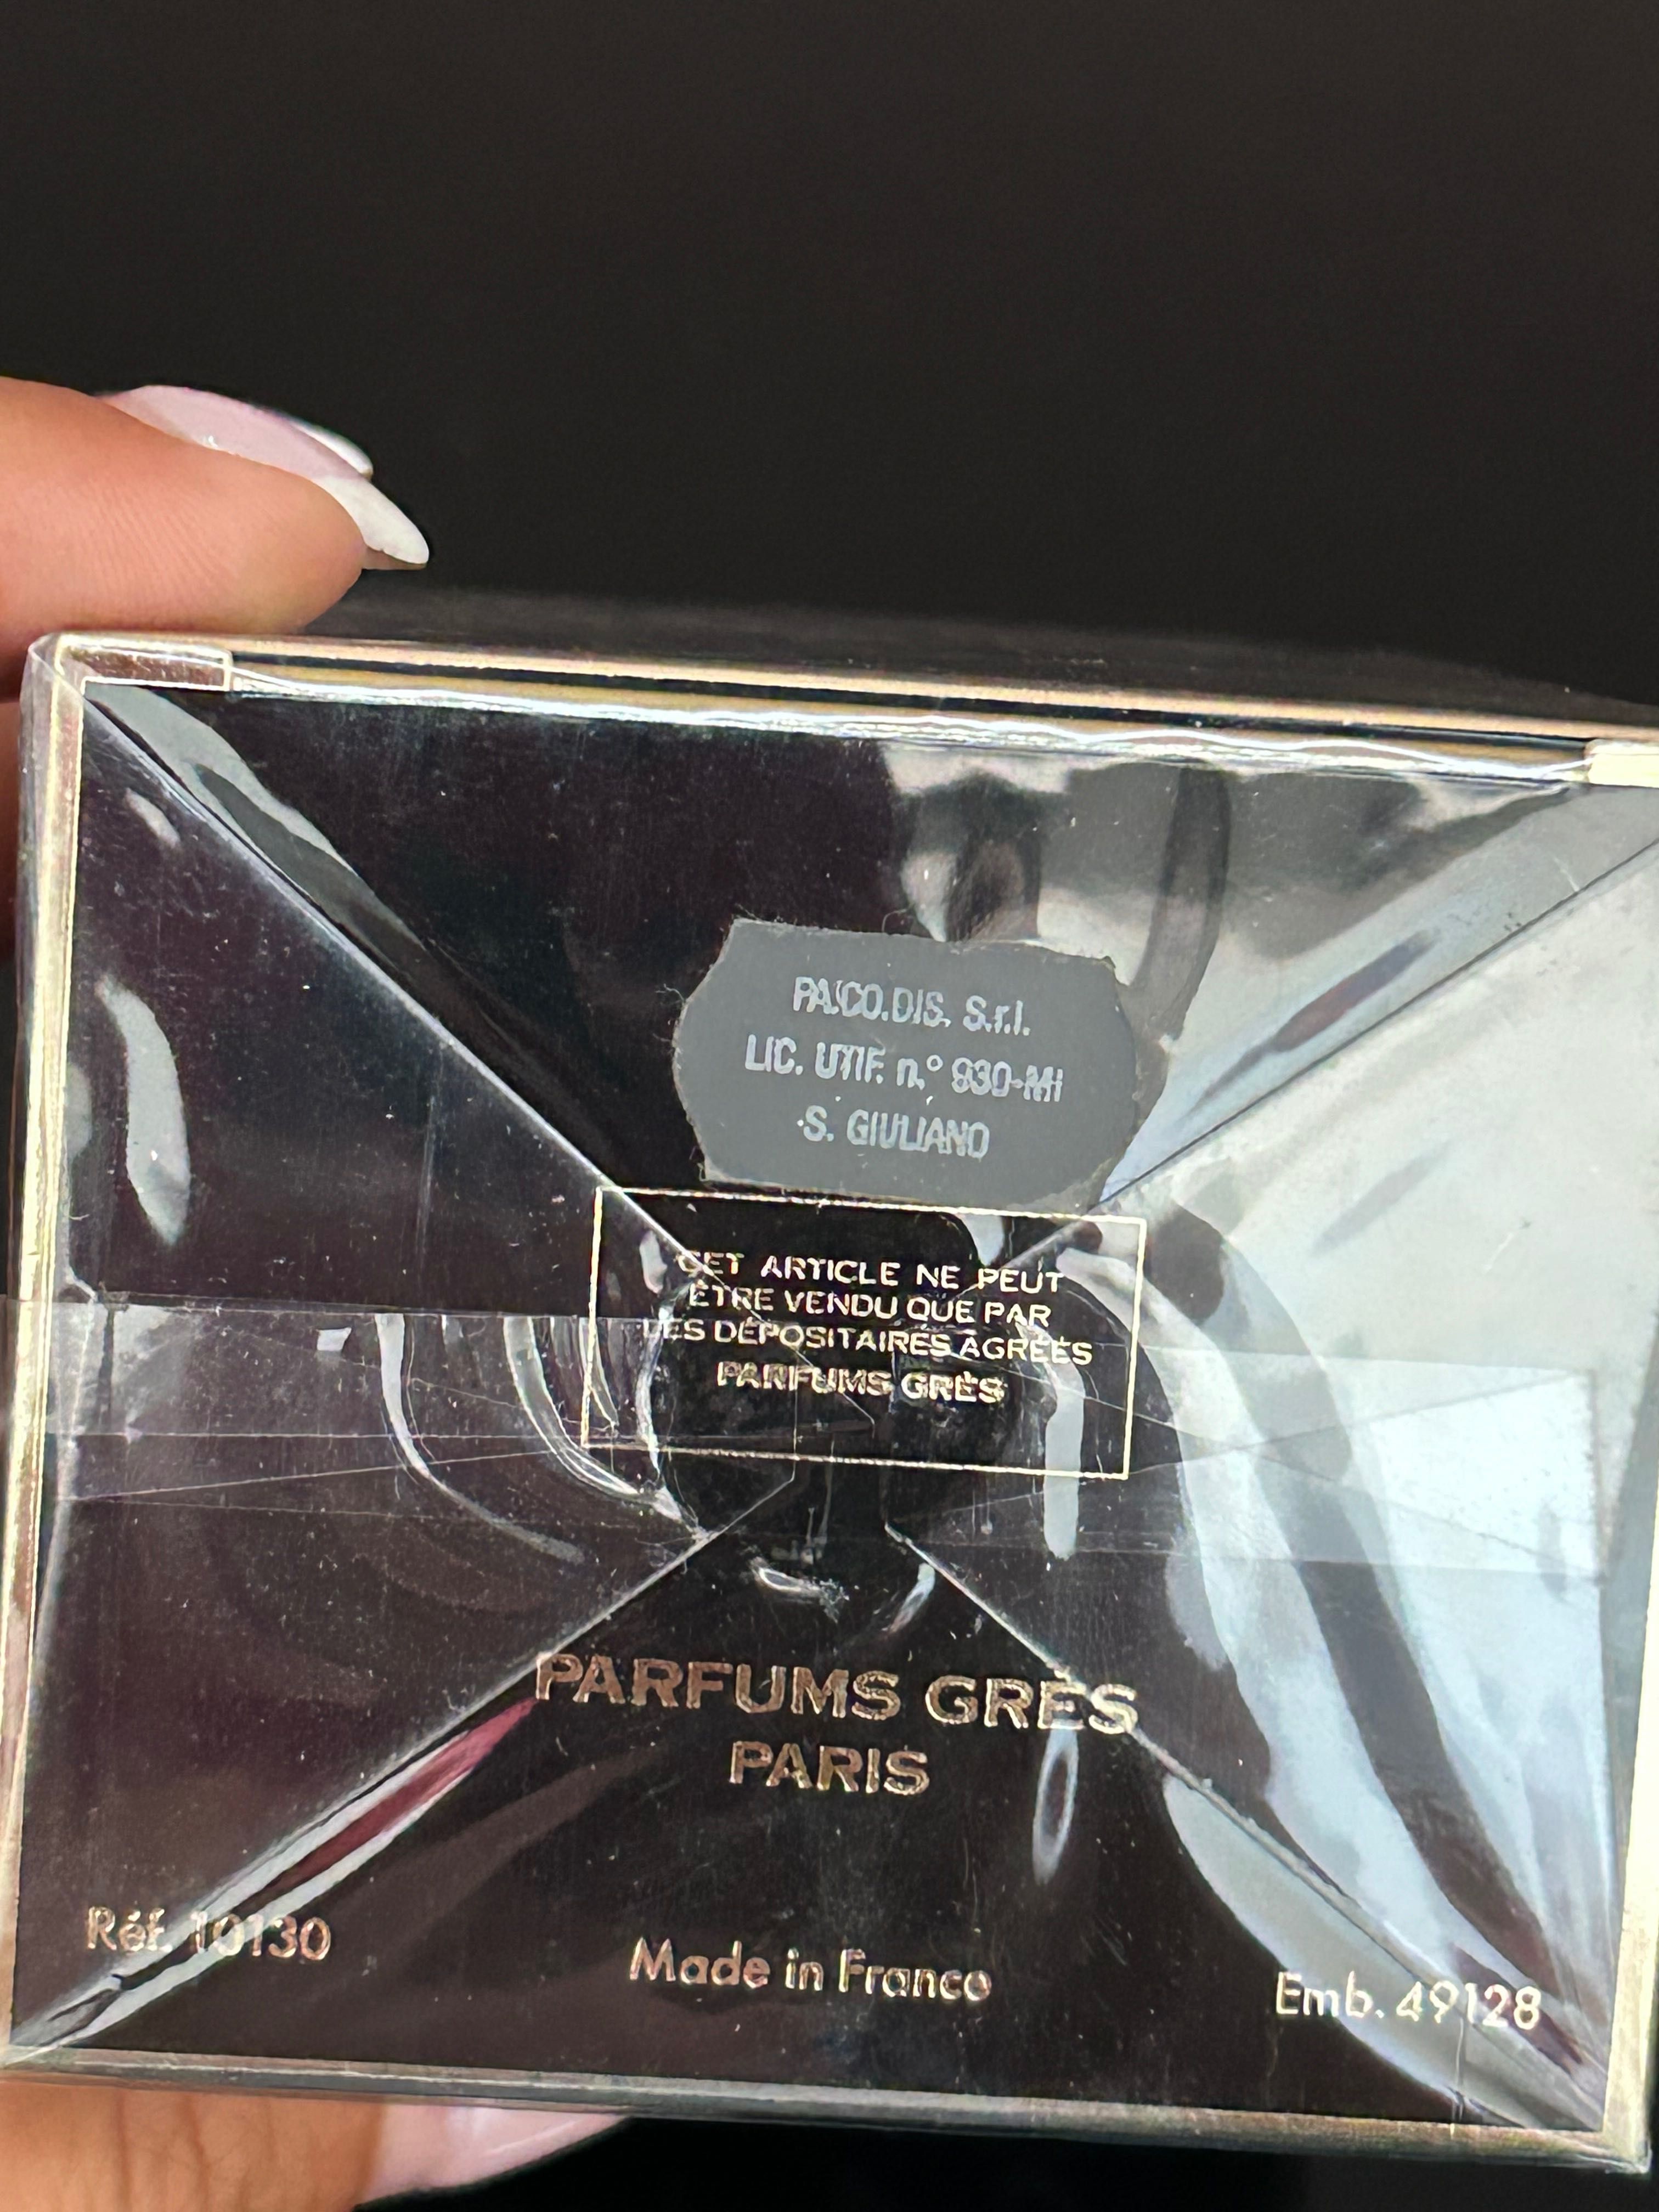 PA.CO.DIS. S.r.l.
LIC. UTIF. n.° 930-MI
S. GIULIANO
CET ARTICLE NE PEUT
ÊTRE VENDU QUE PAR
LES DÉPOSITAIRES AGRÉÉS
PARFUMS GRÈS
PARFUMS GRÈS
PARIS
Réf. 10130
Made in France
Emb. 49128